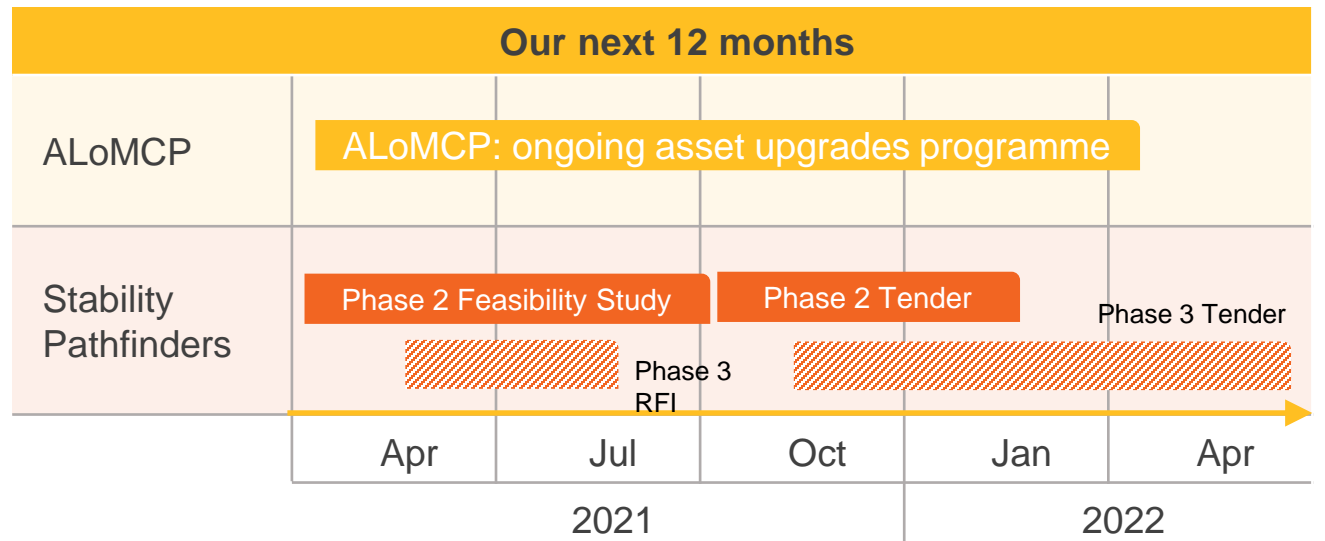 Our next 12 months
ALoMCP
ALoMCP: ongoing asset upgrades programme
Stability
Pathfinders
Phase 2 Feasibility Study
Phase 2 Tender
Phase 3 Tender
Phase 3
RFI
Apr
Jul
Oct
Jan
Apr
2021
2022